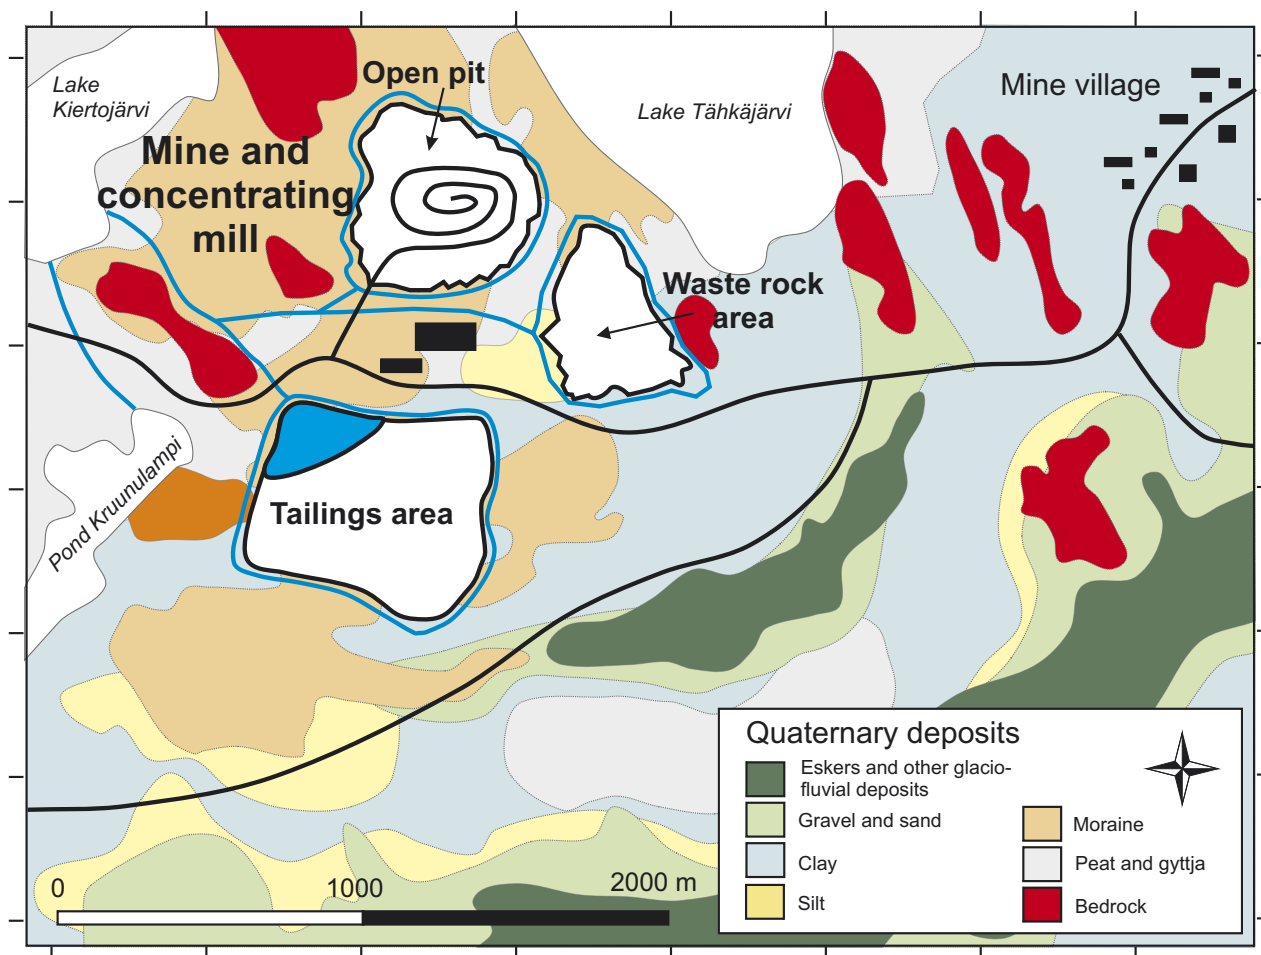 Open pit
Lake
Kiertojärvi
Lake Tähkäjärvi
Mine village
Mine and
concentrating
mill
Waste rock
area
Pond Kruunulampi
Tailings area
Quaternary deposits
Eskers and other glacio-
fluvial deposits
Gravel and sand
Clay
Silt
Moraine
Peat and gyttja
Bedrock
0 1000 2000 m